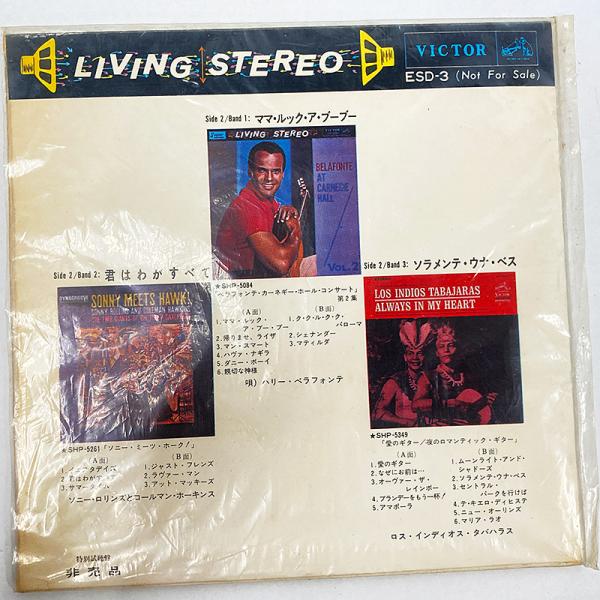 LIVING STEREO
VICTOR
ESD-3 (Not For Sale)
Side 2/Band 1: ママ・ルック・ア・ブーブー
LIVING STEREO
BELAFONTE
AT
CARNEGIE
HALL
VOL.2
★SHP-5084
「ベラフォンテ・カーネギー・ホール・コンサート」
第2集
(A面)
1.ママ・ルック・
ア・ブー・ブー
2.帰りませ、ライザ
3.マン・スマート
4.ハヴァ・ナギラ
5.ダニー・ボーイ
6.親切な神様
(B面)
1.ク・ク・ル・ク・ク・
パローマ
2.シェナンダー
3.マティルダ
唄) ハリー・ベラフォンテ
Side 2/Band 2: 君はわがすべて
SONNY MEETS HAWK!
SONNY ROLLINS AND COLEMAN HAWKINS
★SHP-5261「ソニー・ミーツ・ホーク!」
(A面)
2.君はわがすべて
3.サマータイム
(B面)
1.ジャスト・フレンズ
2.ラヴァー・マン
3.アット・マッキーズ
ソニー・ロリンズとコールマン・ホーキンス
Side 2/Band 3: ソラメンテ・ウナ・ベス
LOS INDIOS TABAJARAS
ALWAYS IN MY HEART
★SHP-5349
「愛のギター/夜のロマンティック・ギター」
(A面)
1.愛のギター
2.なぜにお前は…
3.オーヴァー・ザ・
レインボー
4.ブランデーをもう一杯!
5.アマポーラ
(B面)
1.ムーンライト・アンド・
シャドーズ
2.ソラメンテ・ウナ・ベス
3.セントラル・
パークを行けば
4.テ・キエロ・ディヒステ
5.ニュー・オーリンズ
6.マリア・ラオ
ロス・インディオス・タバハラス
特別試聴盤
非売品